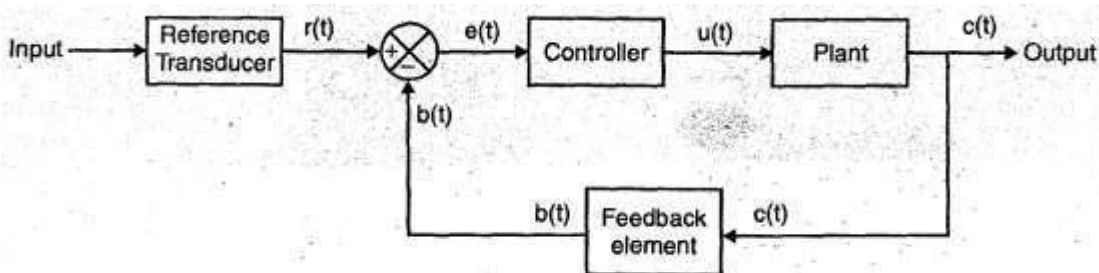 Input
Reference
Transducer
r(t)
+
−
e(t)
Controller
u(t)
Plant
c(t)
Output
b(t)
b(t)
Feedback
element
c(t)